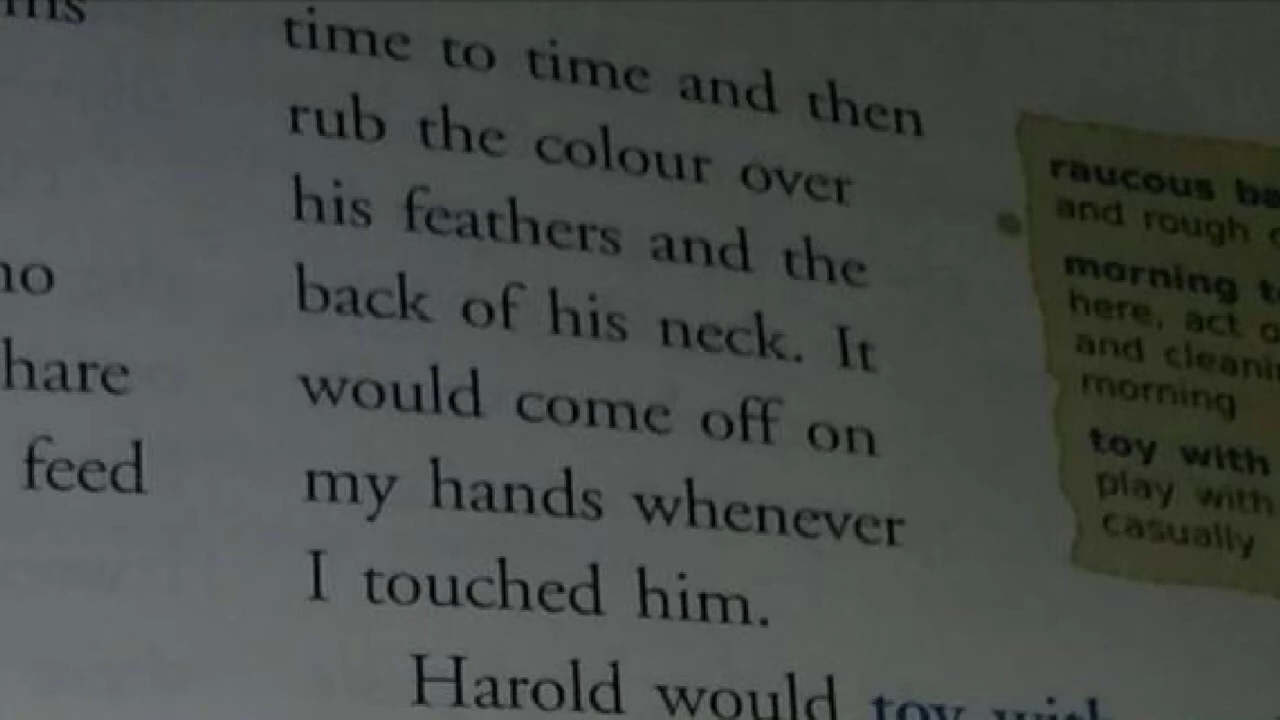 time to time and then
rub the colour over
his feathers and the
back of his neck. It
would come off on
my hands whenever
I touched him.
Harold would toy with
feed
raucous
and rough
morning
here, act
and
morning
toy with
play with
casually